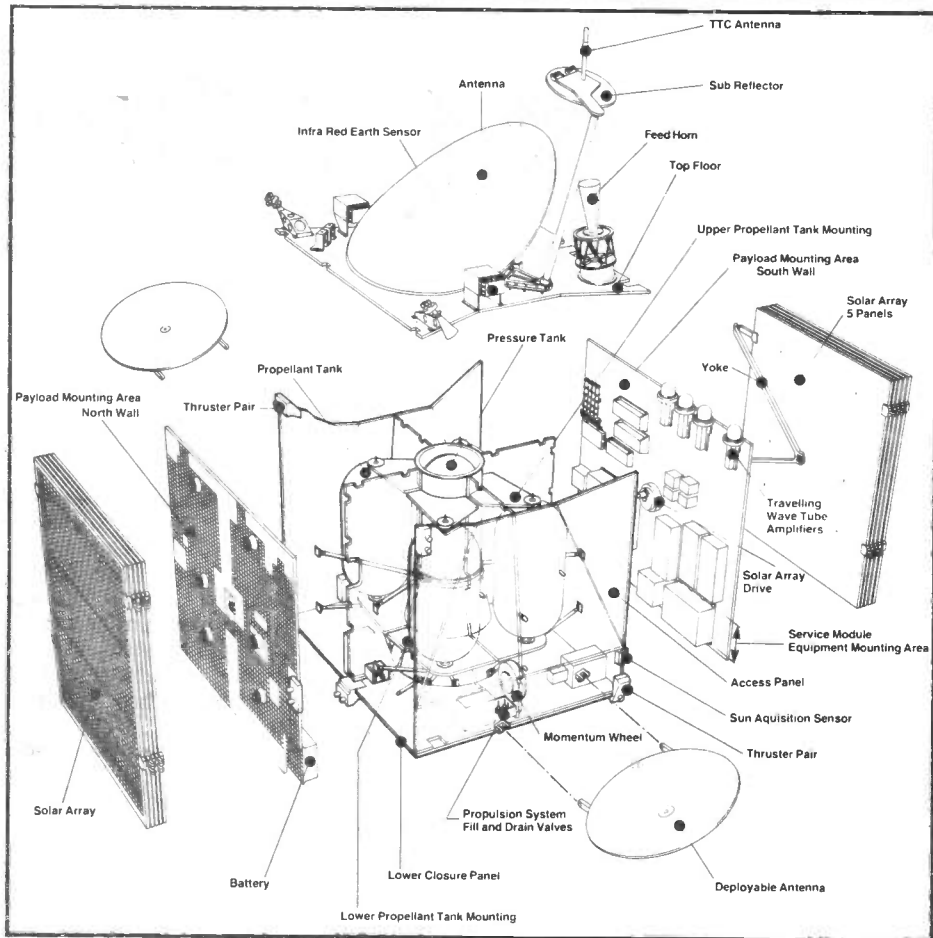 TTC Antenna
Sub Reflector
Antenna
Infra Red Earth Sensor
Feed Horn
Top Floor
Upper Propellant Tank Mounting
Payload Mounting Area
South Wall
Solar Array
5 Panels
Pressure Tank
Propellant Tank
Yoke
Payload Mounting Area
North Wall
Thruster Pair
Travelling
Wave Tube
Amplifiers
Solar Array
Drive
Service Module
Equipment Mounting Area
Access Panel
Sun Aquisition Sensor
Momentum Wheel
Thruster Pair
Solar Array
Propulsion System
Fill and Drain Valves
Battery
Lower Closure Panel
Deployable Antenna
Lower Propellant Tank Mounting